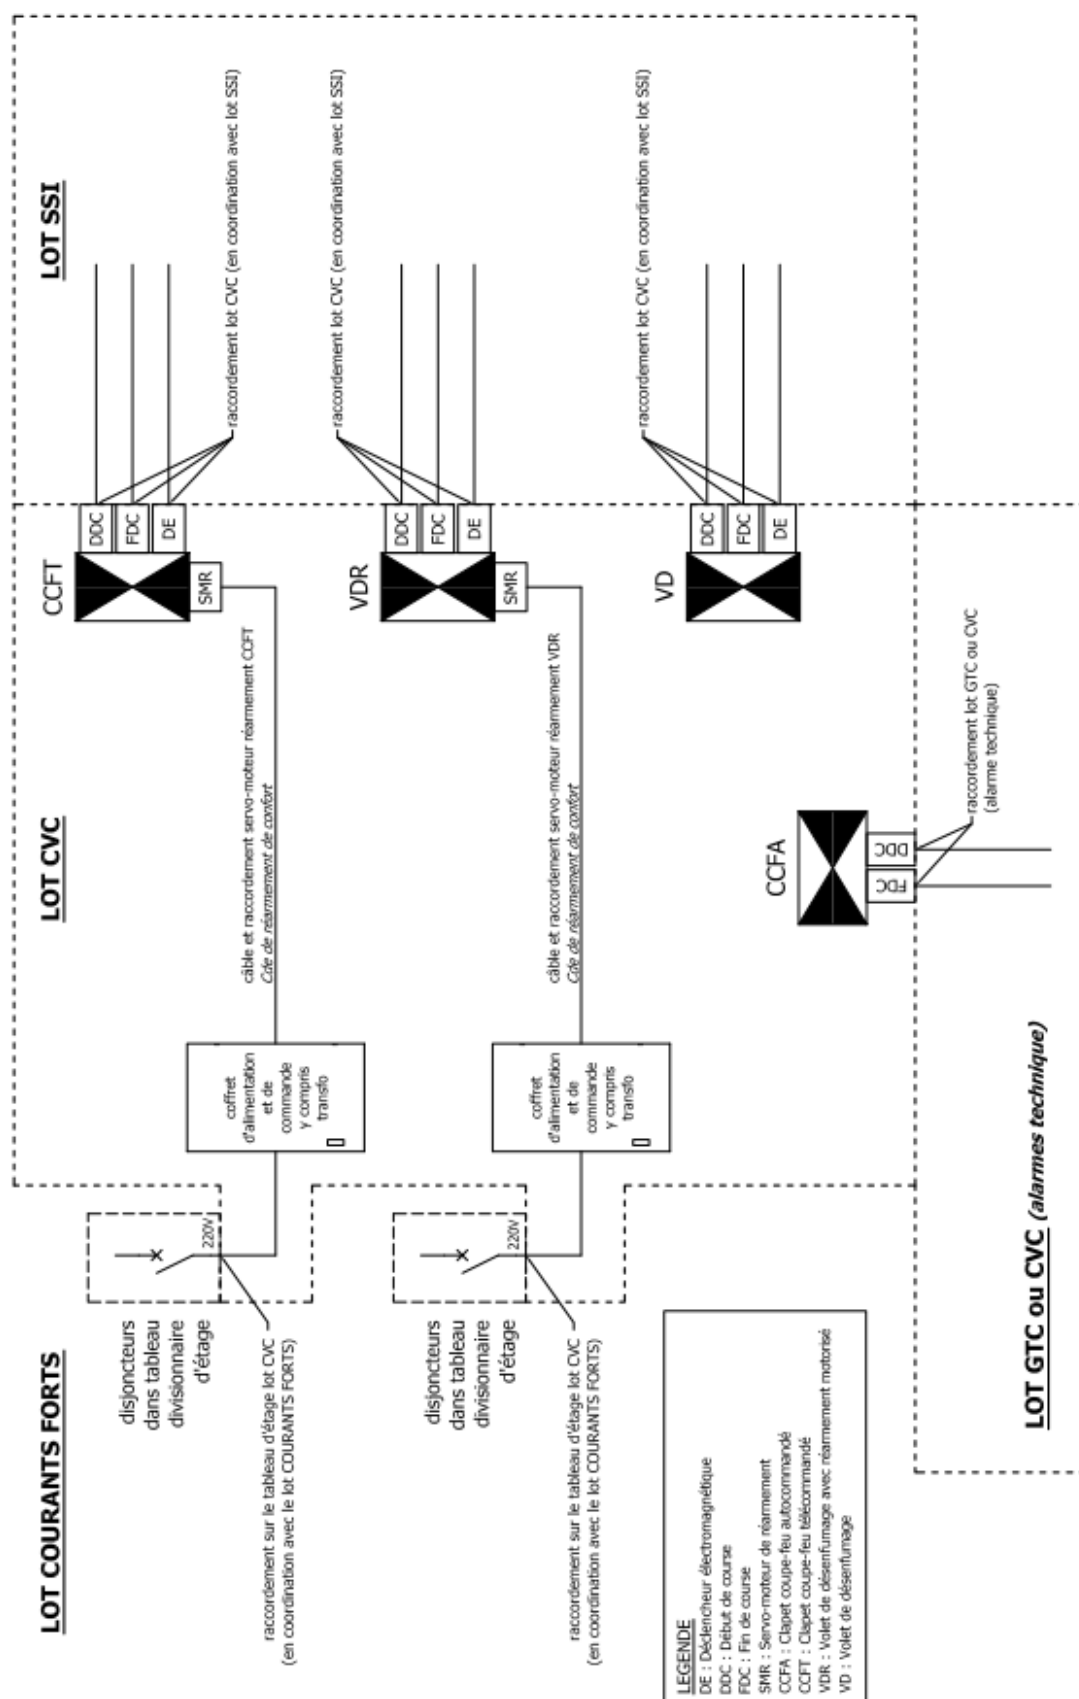 LOT COURANTS FORTS
LOT CVC
LOT SSI
disjoncteurs
dans tableau
divisionnaire
d'étage
220V
raccordement sur le tableau d'étage lot CVC
(en coordination avec le lot COURANTS FORTS)
coffret
d'alimentation
et de
commande
y compris
transfo
câble et raccordement servo-moteur réarmement CCFT
Cde de réarmement de confort
CCFT
SMR
DDC
FDC
DE
raccordement lot CVC (en coordination avec lot SSI)
disjoncteurs
dans tableau
divisionnaire
d'étage
220V
raccordement sur le tableau d'étage lot CVC
(en coordination avec le lot COURANTS FORTS)
coffret
d'alimentation
et de
commande
y compris
transfo
câble et raccordement servo-moteur réarmement VDR
Cde de réarmement de confort
VDR
SMR
DDC
FDC
DE
raccordement lot CVC (en coordination avec lot SSI)
VD
DDC
FDC
DE
raccordement lot CVC (en coordination avec lot SSI)
CCFA
FDC
DDC
raccordement lot GTC ou CVC
(alarme technique)
LEGENDE
DE : Déclencheur électromagnétique
DDC : Début de course
FDC : Fin de course
SMR : Servo-moteur de réarmement
CCFA : Clapet coupe-feu autocommandé
CCFT : Clapet coupe-feu télécommandé
VDR : Volet de désenfumage avec réarmement motorisé
VD : Volet de désenfumage
LOT GTC ou CVC (alarmes technique)